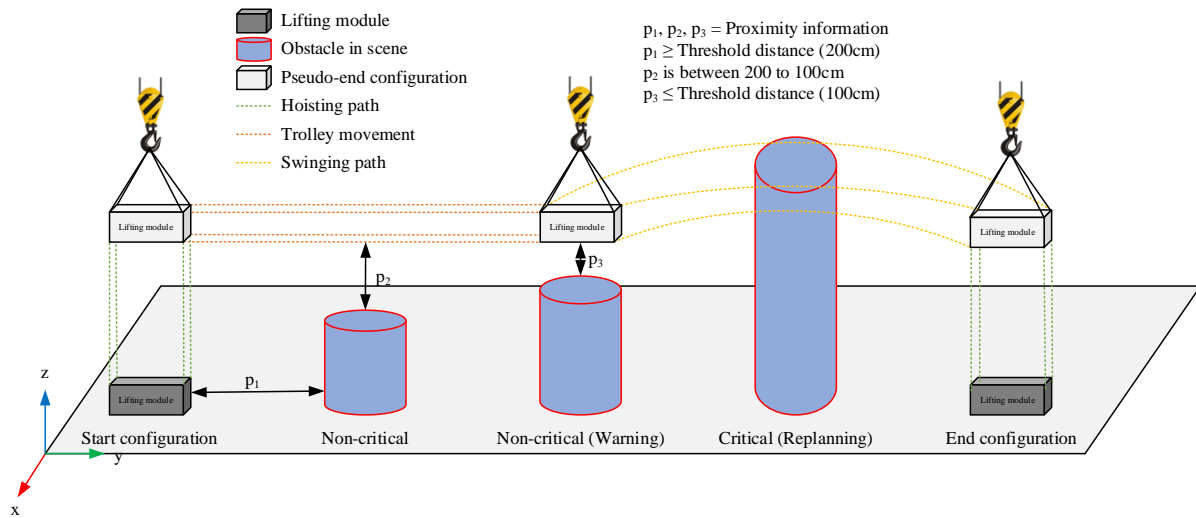 Lifting module
Obstacle in scene
Pseudo-end configuration
Hoisting path
Trolley movement
Swinging path
p₁, p₂, p₃ = Proximity information
p₁ ≥ Threshold distance (200cm)
p₂ is between 200 to 100cm
p₃ ≤ Threshold distance (100cm)
Lifting module
Lifting module
Lifting module
p₂
p₃
p₁
Lifting module
Lifting module
Start configuration
Non-critical
Non-critical (Warning)
Critical (Replanning)
End configuration
z
y
x